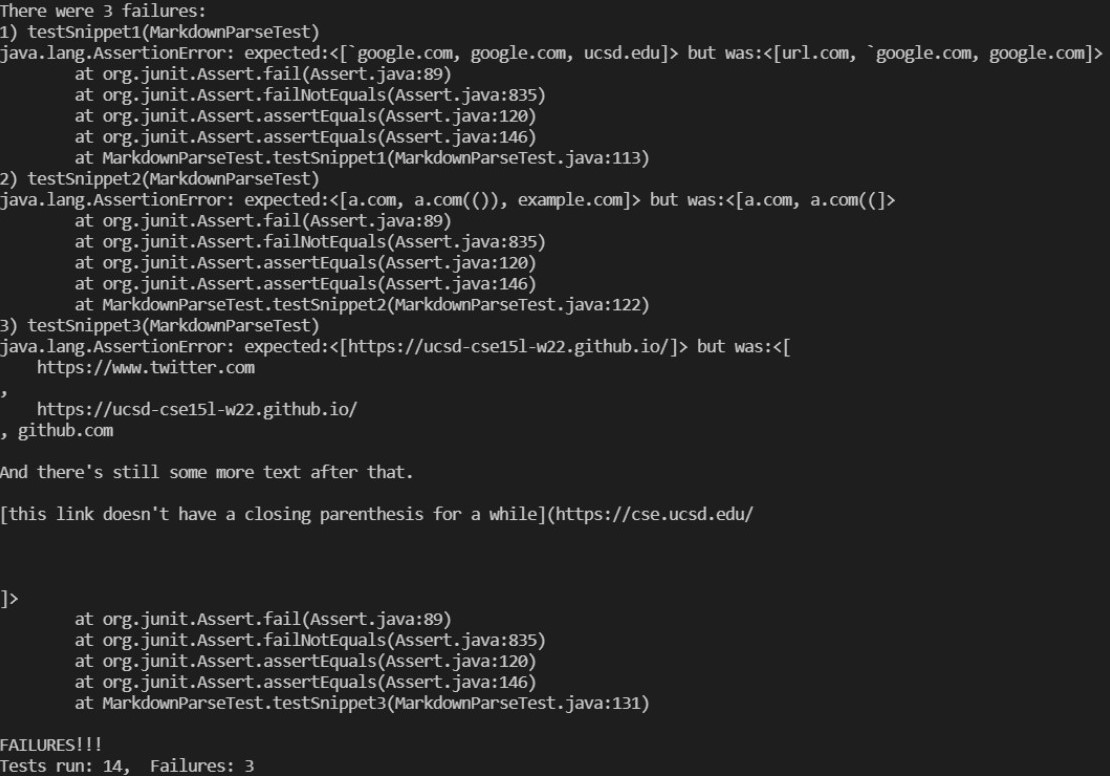 There were 3 failures:
1) testSnippet1(MarkdownParseTest)
java.lang.AssertionError: expected:<[`google.com, google.com, ucsd.edu]> but was:<[url.com, `google.com, google.com]>
        at org.junit.Assert.fail(Assert.java:89)
        at org.junit.Assert.failNotEquals(Assert.java:835)
        at org.junit.Assert.assertEquals(Assert.java:120)
        at org.junit.Assert.assertEquals(Assert.java:146)
        at MarkdownParseTest.testSnippet1(MarkdownParseTest.java:113)
2) testSnippet2(MarkdownParseTest)
java.lang.AssertionError: expected:<[a.com, a.com(()), example.com]> but was:<[a.com, a.com((]>
        at org.junit.Assert.fail(Assert.java:89)
        at org.junit.Assert.failNotEquals(Assert.java:835)
        at org.junit.Assert.assertEquals(Assert.java:120)
        at org.junit.Assert.assertEquals(Assert.java:146)
        at MarkdownParseTest.testSnippet2(MarkdownParseTest.java:122)
3) testSnippet3(MarkdownParseTest)
java.lang.AssertionError: expected:<[https://ucsd-cse15l-w22.github.io/]> but was:<[
    https://www.twitter.com
,
    https://ucsd-cse15l-w22.github.io/
, github.com

And there's still some more text after that.

[this link doesn't have a closing parenthesis for a while](https://cse.ucsd.edu/



]>
        at org.junit.Assert.fail(Assert.java:89)
        at org.junit.Assert.failNotEquals(Assert.java:835)
        at org.junit.Assert.assertEquals(Assert.java:120)
        at org.junit.Assert.assertEquals(Assert.java:146)
        at MarkdownParseTest.testSnippet3(MarkdownParseTest.java:131)

FAILURES!!!
Tests run: 14,  Failures: 3